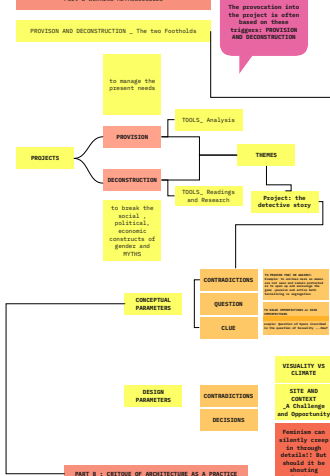 The provocation into
the project is often
based on these
triggers: PROVISION
AND DECONSTRUCTION
PROVISON AND DECONSTRUCTION _ The two Footholds
to manage the
present needs
TOOLS_ Analysis
PROVISION
PROJECTS
THEMES
DECONSTRUCTION
TOOLS_ Readings
and Research
Project: the
detective story
to break the
social ,
political,
economic
constructs of
gender and
MYTHS
CONCEPTUAL
PARAMETERS
CONTRADICTIONS
QUESTION
CLUE
VISUALITY VS
CLIMATE
DESIGN
PARAMETERS
CONTRADICTIONS
DECISIONS
SITE AND
CONTEXT
_A Challenge
and Opportunity
Feminism can
silently creep
in through
details!! But
should it be
shouting
PART B : CRITQUE OF ARCHITECTURE AS A PRACTICE